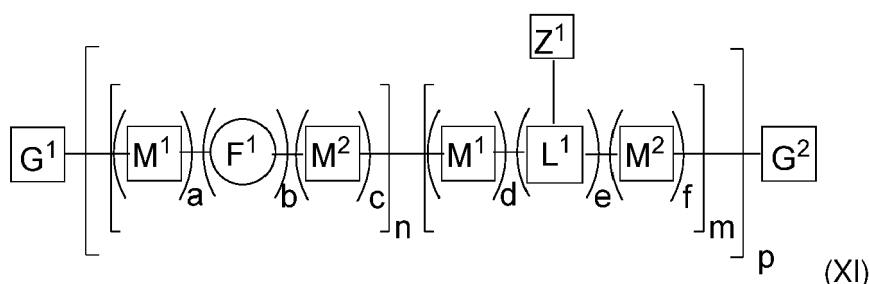 Z¹
G¹ [ [ ( M¹ )a ( F¹ )b ( M² )c ]n [ ( M¹ )d ( L¹ )e ( M² )f ]m ]p G²
(XI)